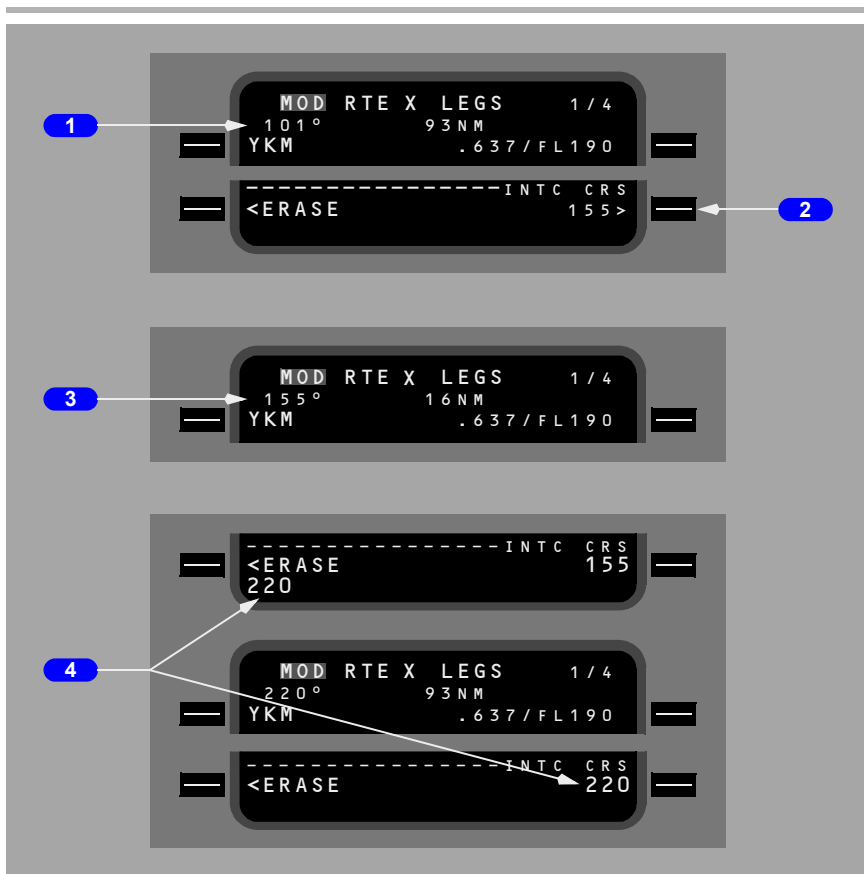 MOD RTE X LEGS 1/4
1
101° 93NM
YKM .637/FL190
----------------INTC CRS
<ERASE 155>
2
MOD RTE X LEGS 1/4
3
155° 16NM
YKM .637/FL190
----------------INTC CRS
<ERASE 155
220
4
MOD RTE X LEGS 1/4
220° 93NM
YKM .637/FL190
----------------INTC CRS
<ERASE 220